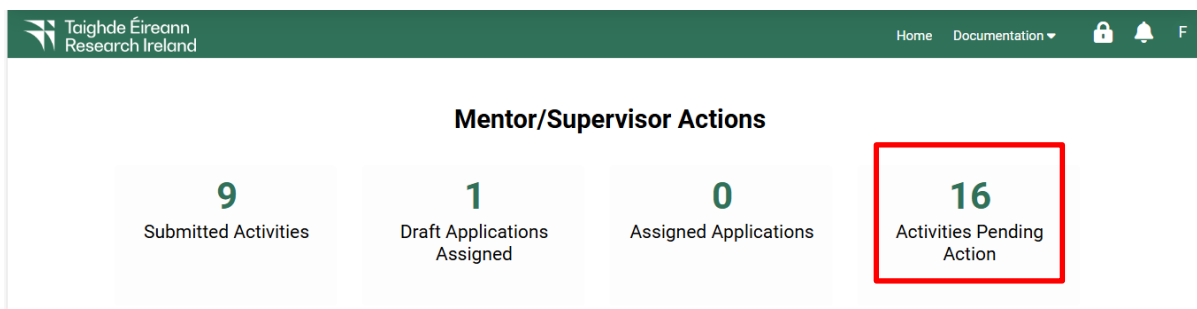 Taighde Éireann
Research Ireland
Home Documentation F
Mentor/Supervisor Actions
9
Submitted Activities
1
Draft Applications
Assigned
0
Assigned Applications
16
Activities Pending
Action